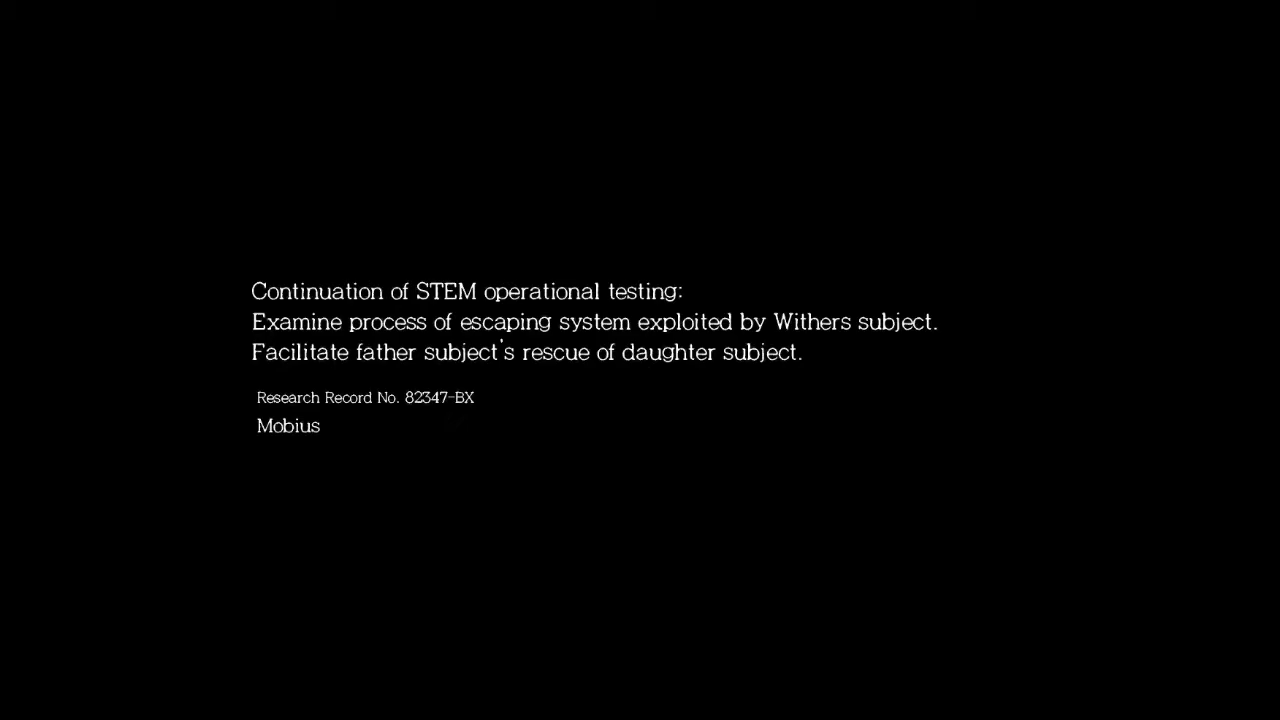 Continuation of STEM operational testing:
Examine process of escaping system exploited by Withers subject.
Facilitate father subject's rescue of daughter subject.
Research Record No. 82347-BX
Mobius